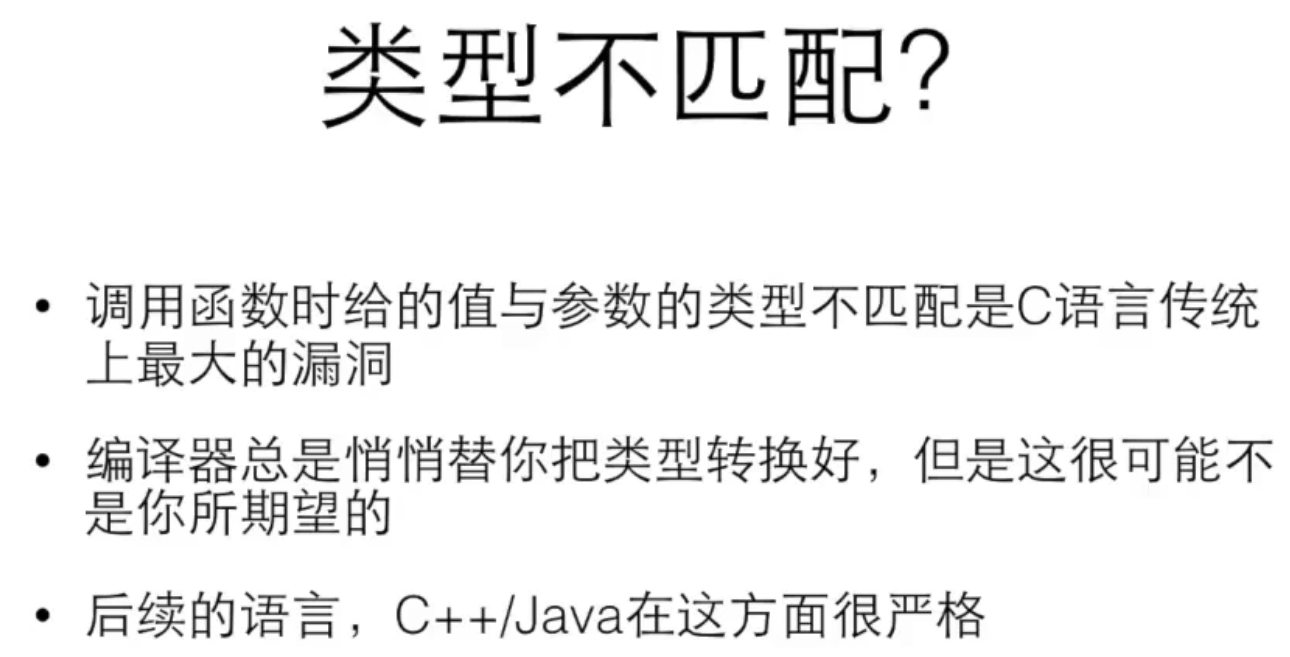 类型不匹配?
• 调用函数时给的值与参数的类型不匹配是C语言传统
上最大的漏洞
• 编译器总是悄悄替你把类型转换好，但是这很可能不
是你所期望的
• 后续的语言，C++/Java在这方面很严格